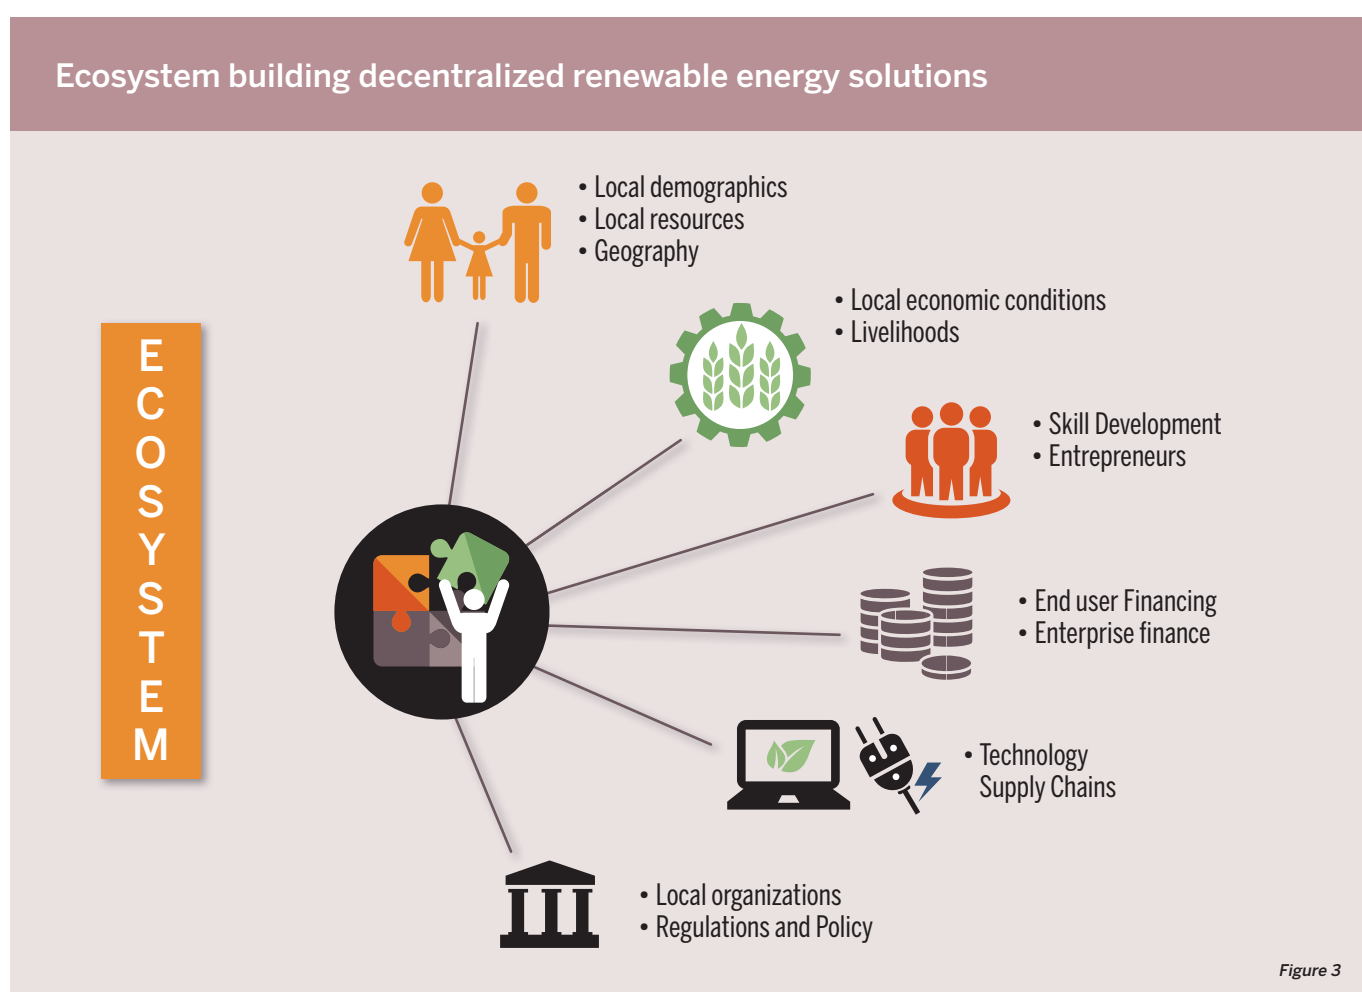 Ecosystem building decentralized renewable energy solutions
ECOSYSTEM
• Local demographics
• Local resources
• Geography
• Local economic conditions
• Livelihoods
• Skill Development
• Entrepreneurs
• End user Financing
• Enterprise finance
• Technology
Supply Chains
• Local organizations
• Regulations and Policy
Figure 3